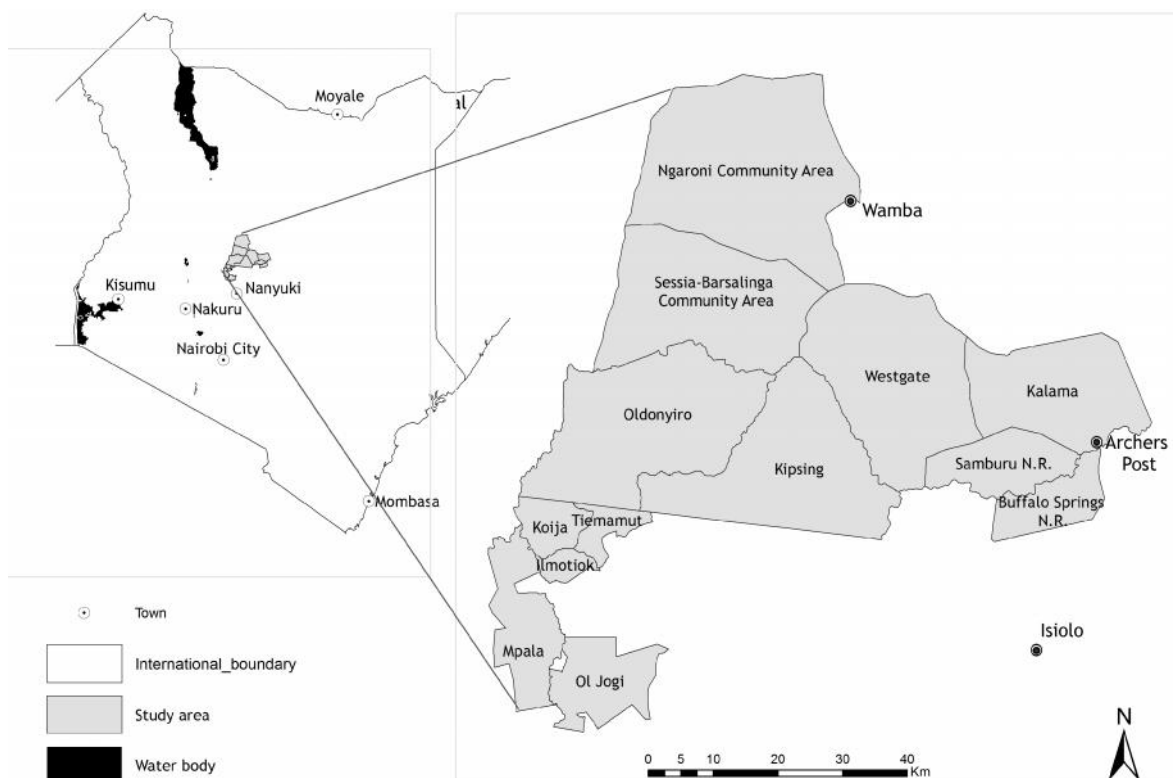 Moyale
al
Kisumu
Nakuru
Nanyuki
Nairobi City
Mombasa
Town
International_boundary
Study area
Water body
Ngaroni Community Area
Wamba
Sessia-Barsalinga
Community Area
Westgate
Kalama
Oldonyiro
Kipsing
Samburu N.R.
Archers
Post
Buffalo Springs
N.R.
Koija
Tiemamut
Ilmotiok
Mpala
Ol Jogi
Isiolo
N
0 5 10 20 30 40
Km